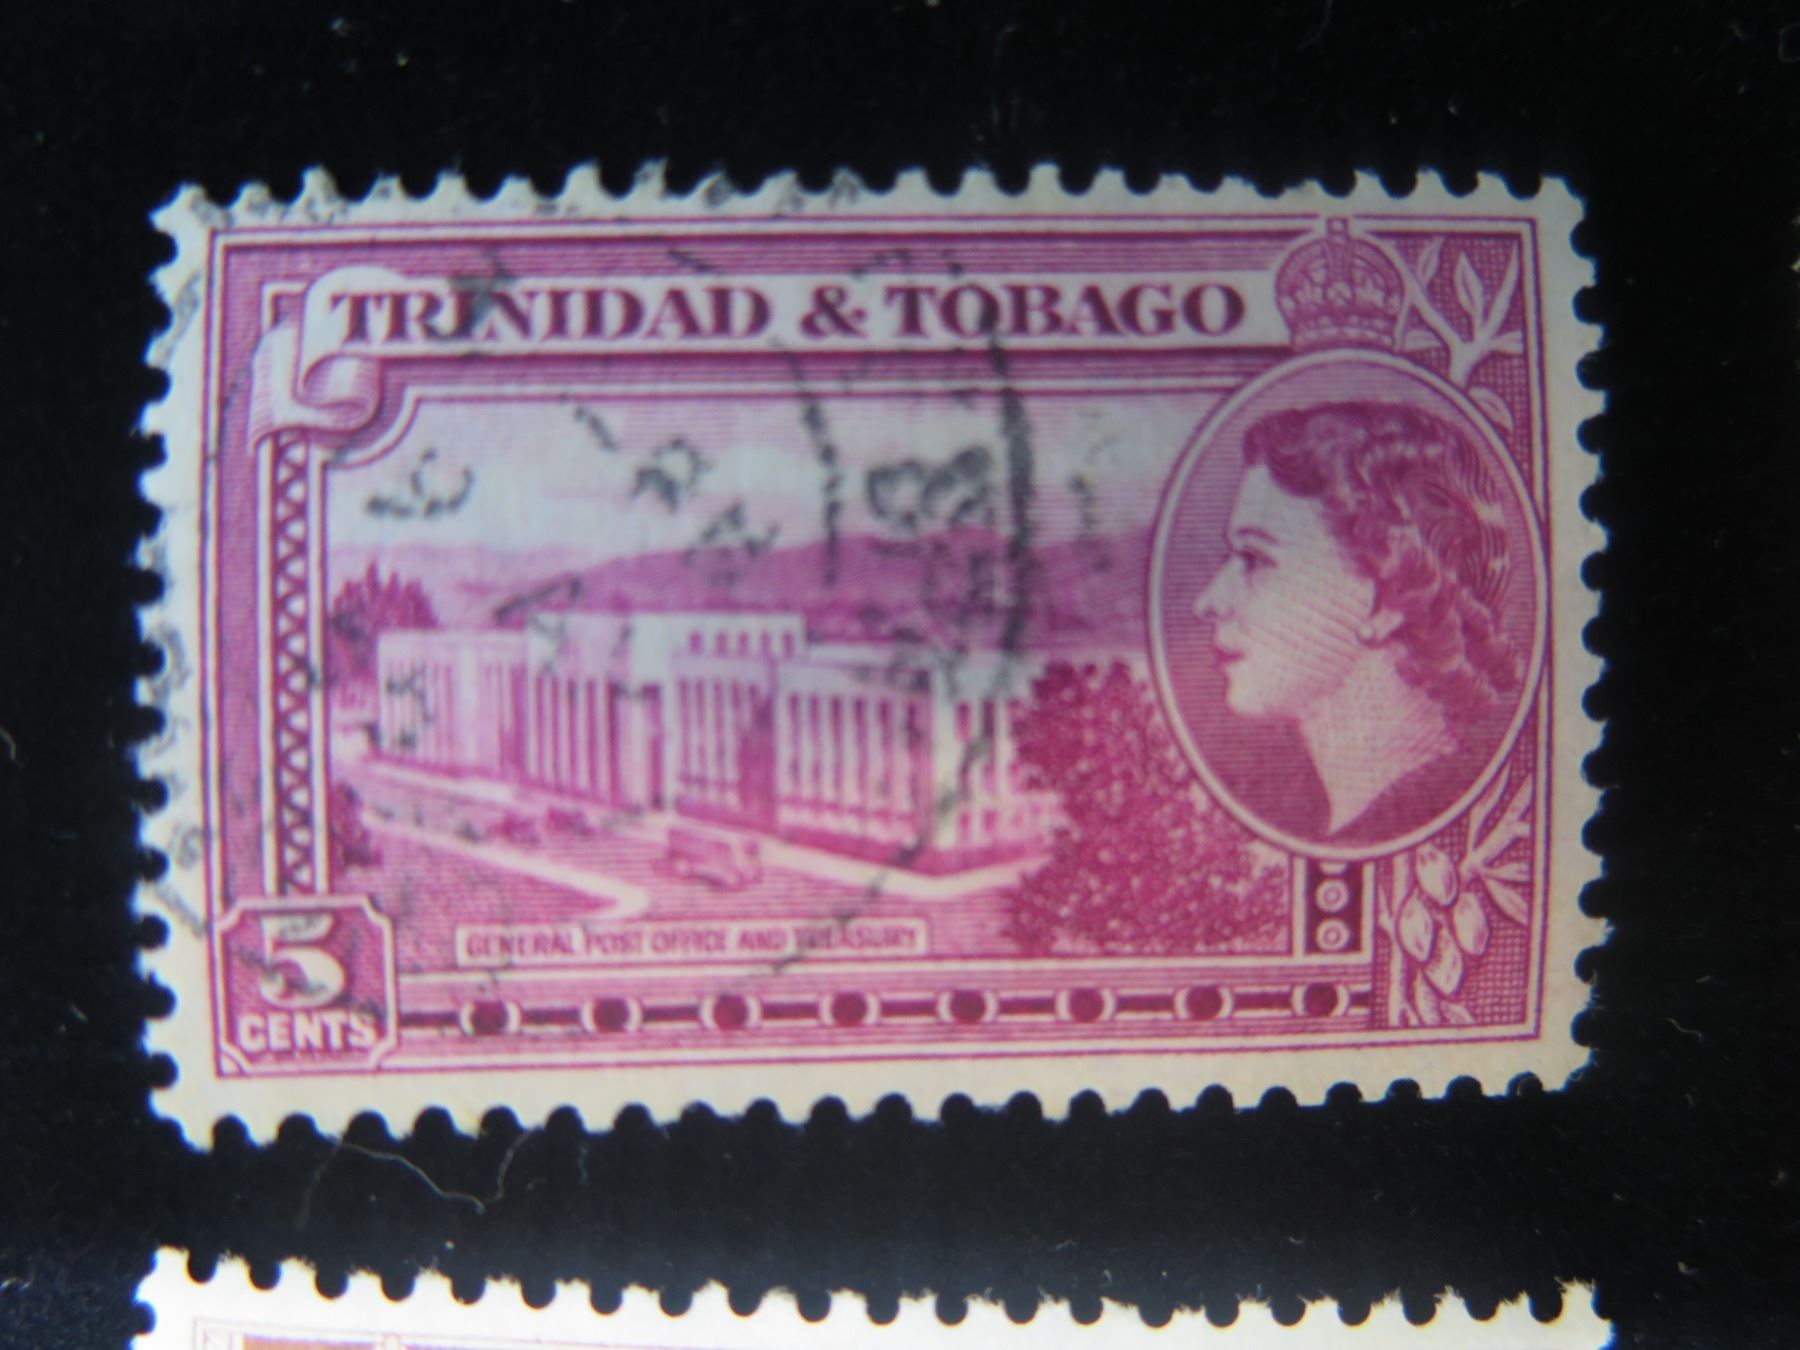 TRINIDAD & TOBAGO
GENERAL POST OFFICE AND TREASURY
5
CENTS